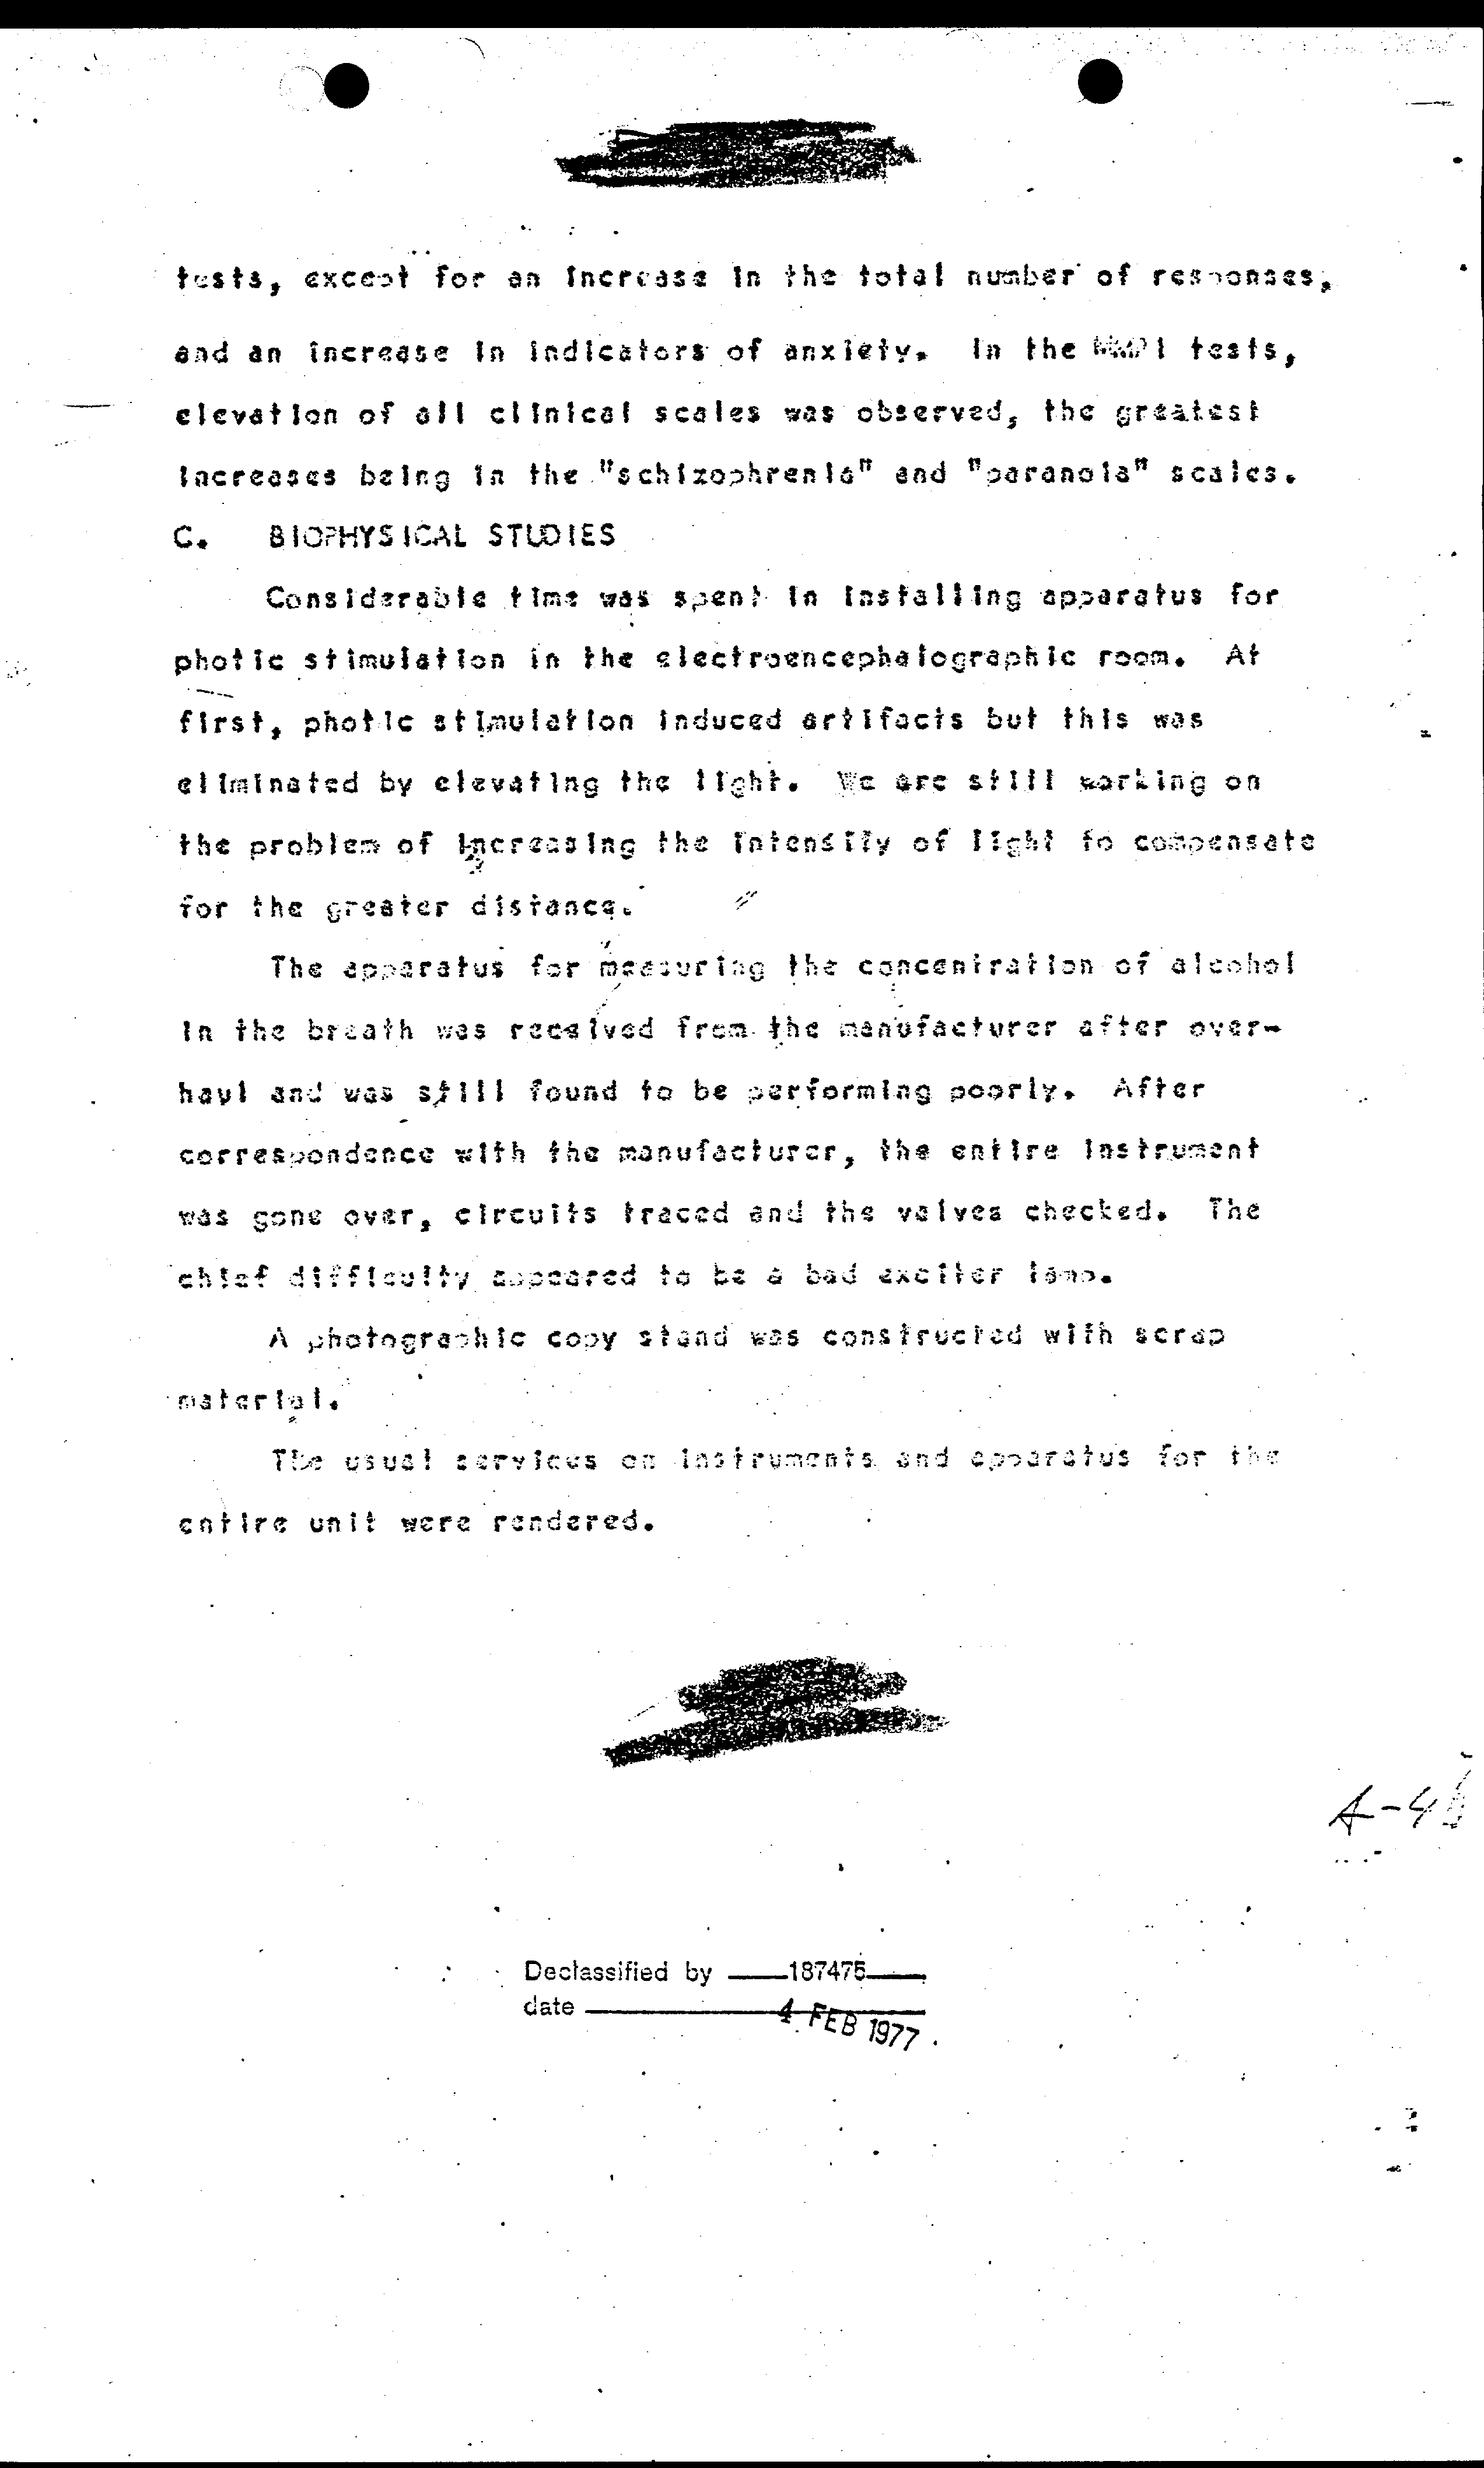 tests, except for an increase in the total number of responses,
and an increase in indicators of anxiety. In the MMPI tests,
elevation of all clinical scales was observed, the greatest
increases being in the "schizophrenia" and "paranoia" scales.
C. BIOPHYSICAL STUDIES
Considerable time was spent in installing apparatus for
photic stimulation in the electroencephalographic room. At
first, photic stimulation induced artifacts but this was
eliminated by elevating the light. We are still working on
the problem of increasing the intensity of light to compensate
for the greater distance.
The apparatus for measuring the concentration of alcohol
in the breath was received from the manufacturer after over-
haul and was still found to be performing poorly. After
correspondence with the manufacturer, the entire instrument
was gone over, circuits traced and the valves checked. The
chief difficulty appeared to be a bad exciter lamp.
A photographic copy stand was constructed with scrap
material.
The usual services on instruments and apparatus for the
entire unit were rendered.
Declassified by 187475
date 4 FEB 1977